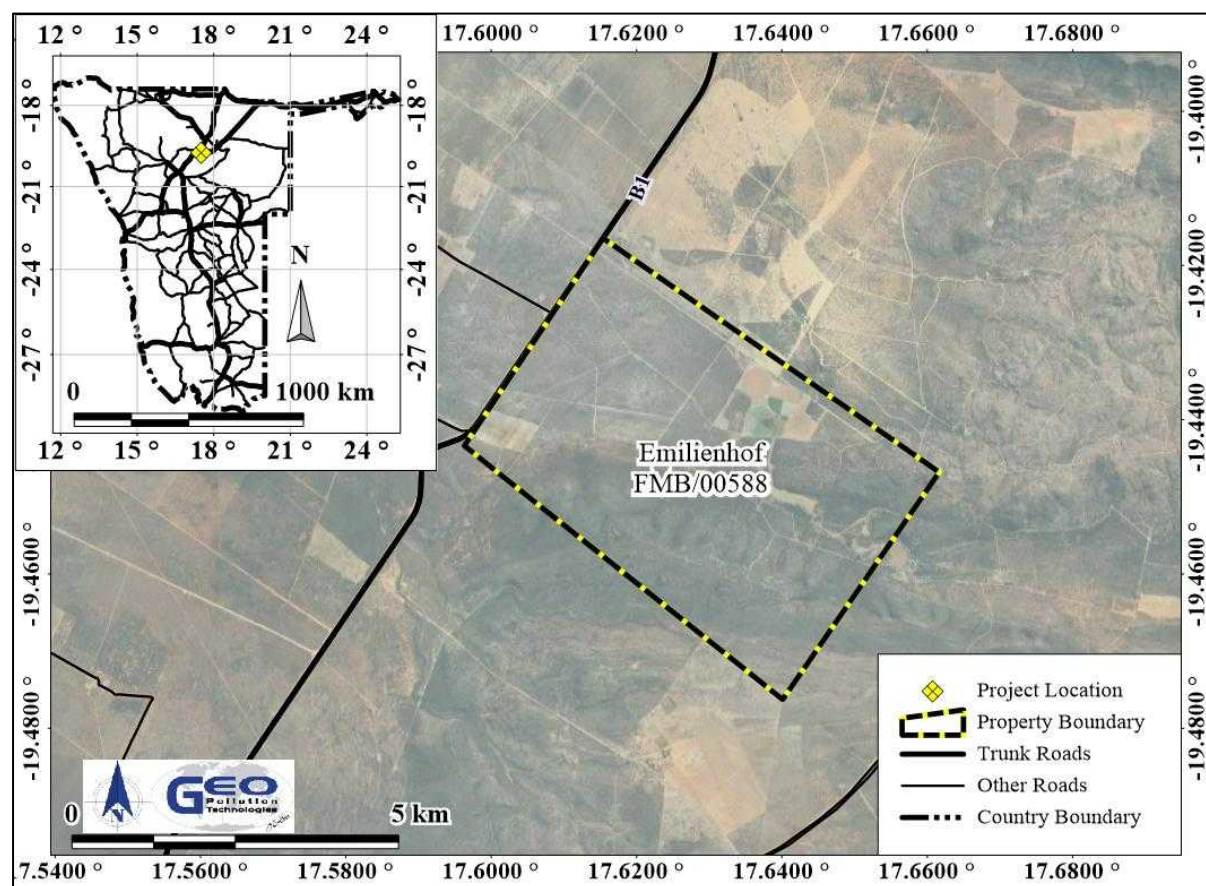 12 ° 15 ° 18 ° 21 ° 24 °
17.6000 ° 17.6200 ° 17.6400 ° 17.6600 ° 17.6800 °
-18 °
-21 °
-24 °
-27 °
N
0 1000 km
12 ° 15 ° 18 ° 21 ° 24 °
-19.4000 °
-19.4200 °
-19.4400 °
-19.4600 °
-19.4800 °
B1
Emilienhof
FMB/00588
-19.4600 °
-19.4800 °
N
GEO
Pollution
Technologies
0 5 km
Project Location
Property Boundary
Trunk Roads
Other Roads
Country Boundary
17.5400 ° 17.5600 ° 17.5800 ° 17.6000 ° 17.6200 ° 17.6400 ° 17.6600 ° 17.6800 °